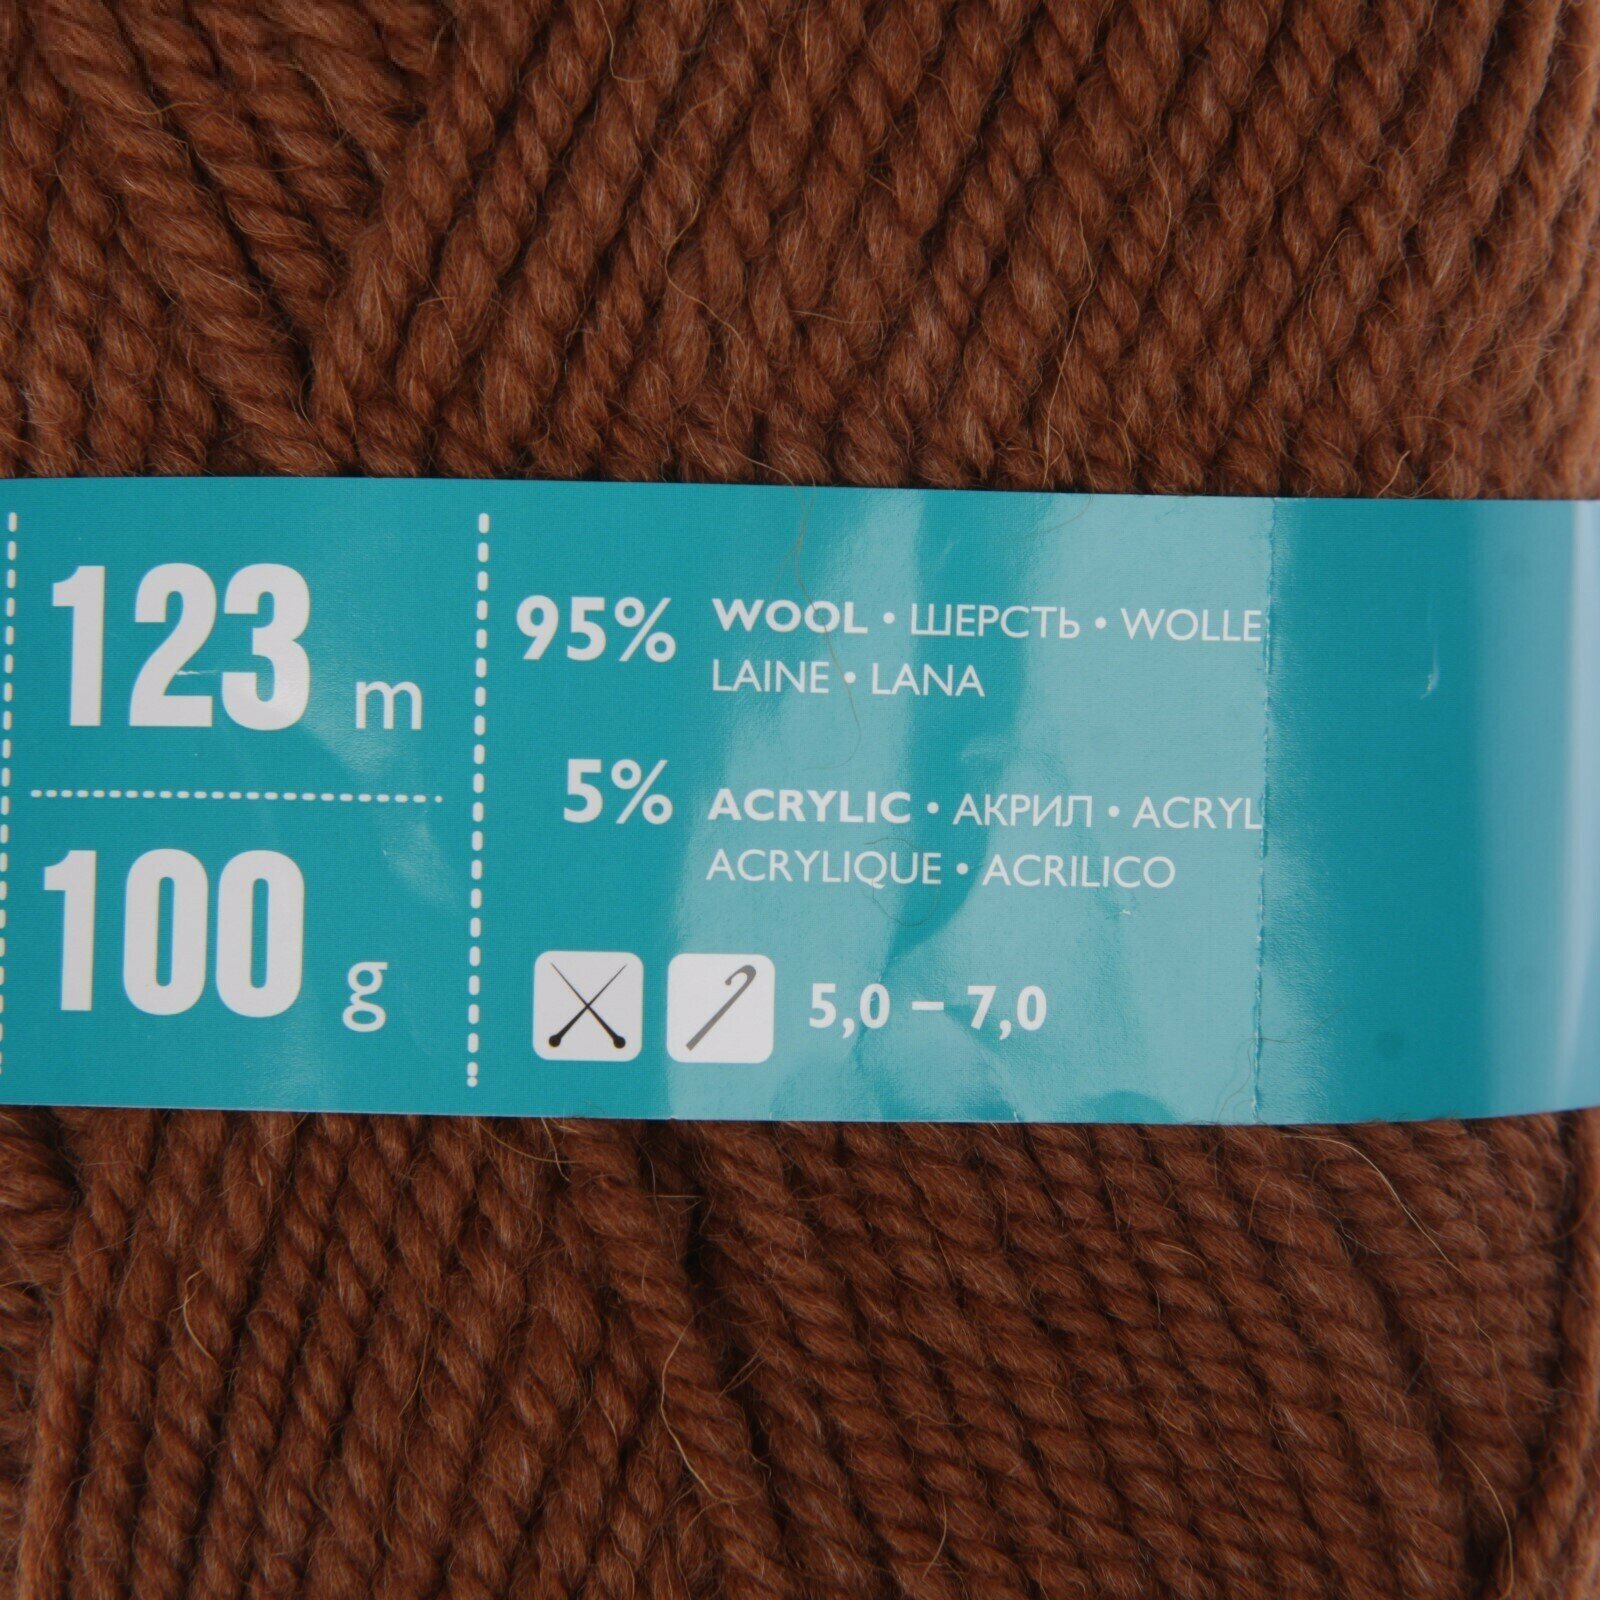 123 m
100 g
95% WOOL • ШЕРСТЬ • WOLLE
LAINE • LANA
5% ACRYLIC • АКРИЛ • ACRYL
ACRYLIQUE • ACRILICO
5,0 – 7,0